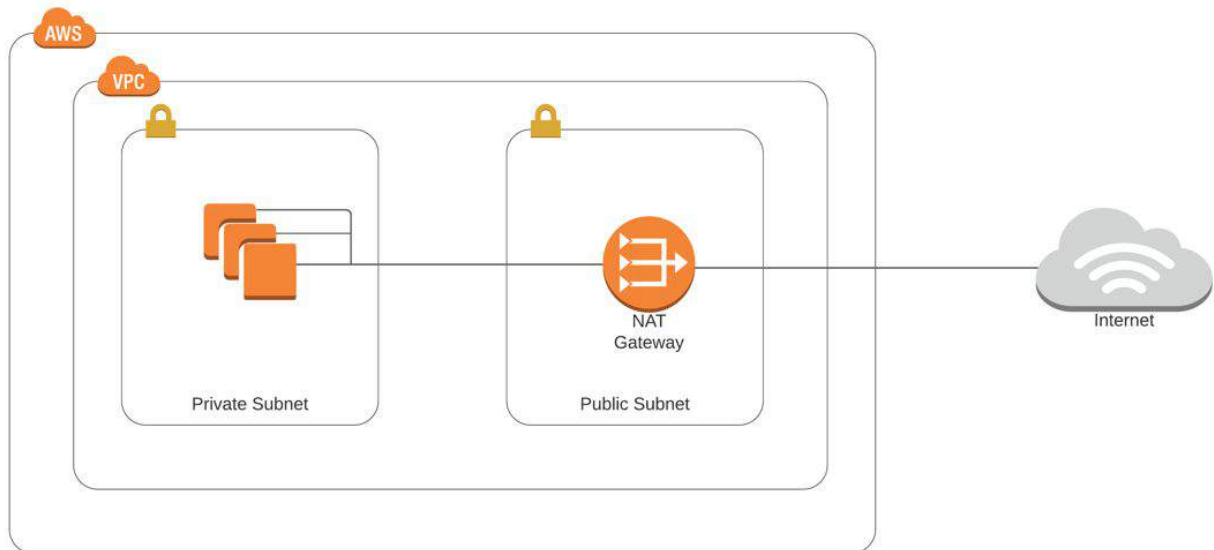 AWS
VPC
NAT
Gateway
Internet
Private Subnet
Public Subnet